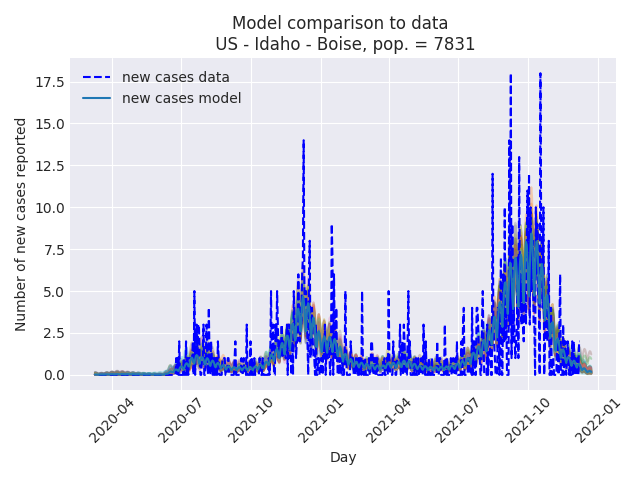 Model comparison to data
US - Idaho - Boise, pop. = 7831
new cases data
new cases model
Number of new cases reported
17.5
15.0
12.5
10.0
7.5
5.0
2.5
0.0
2020-04
2020-07
2020-10
2021-01
2021-04
2021-07
2021-10
2022-01
Day